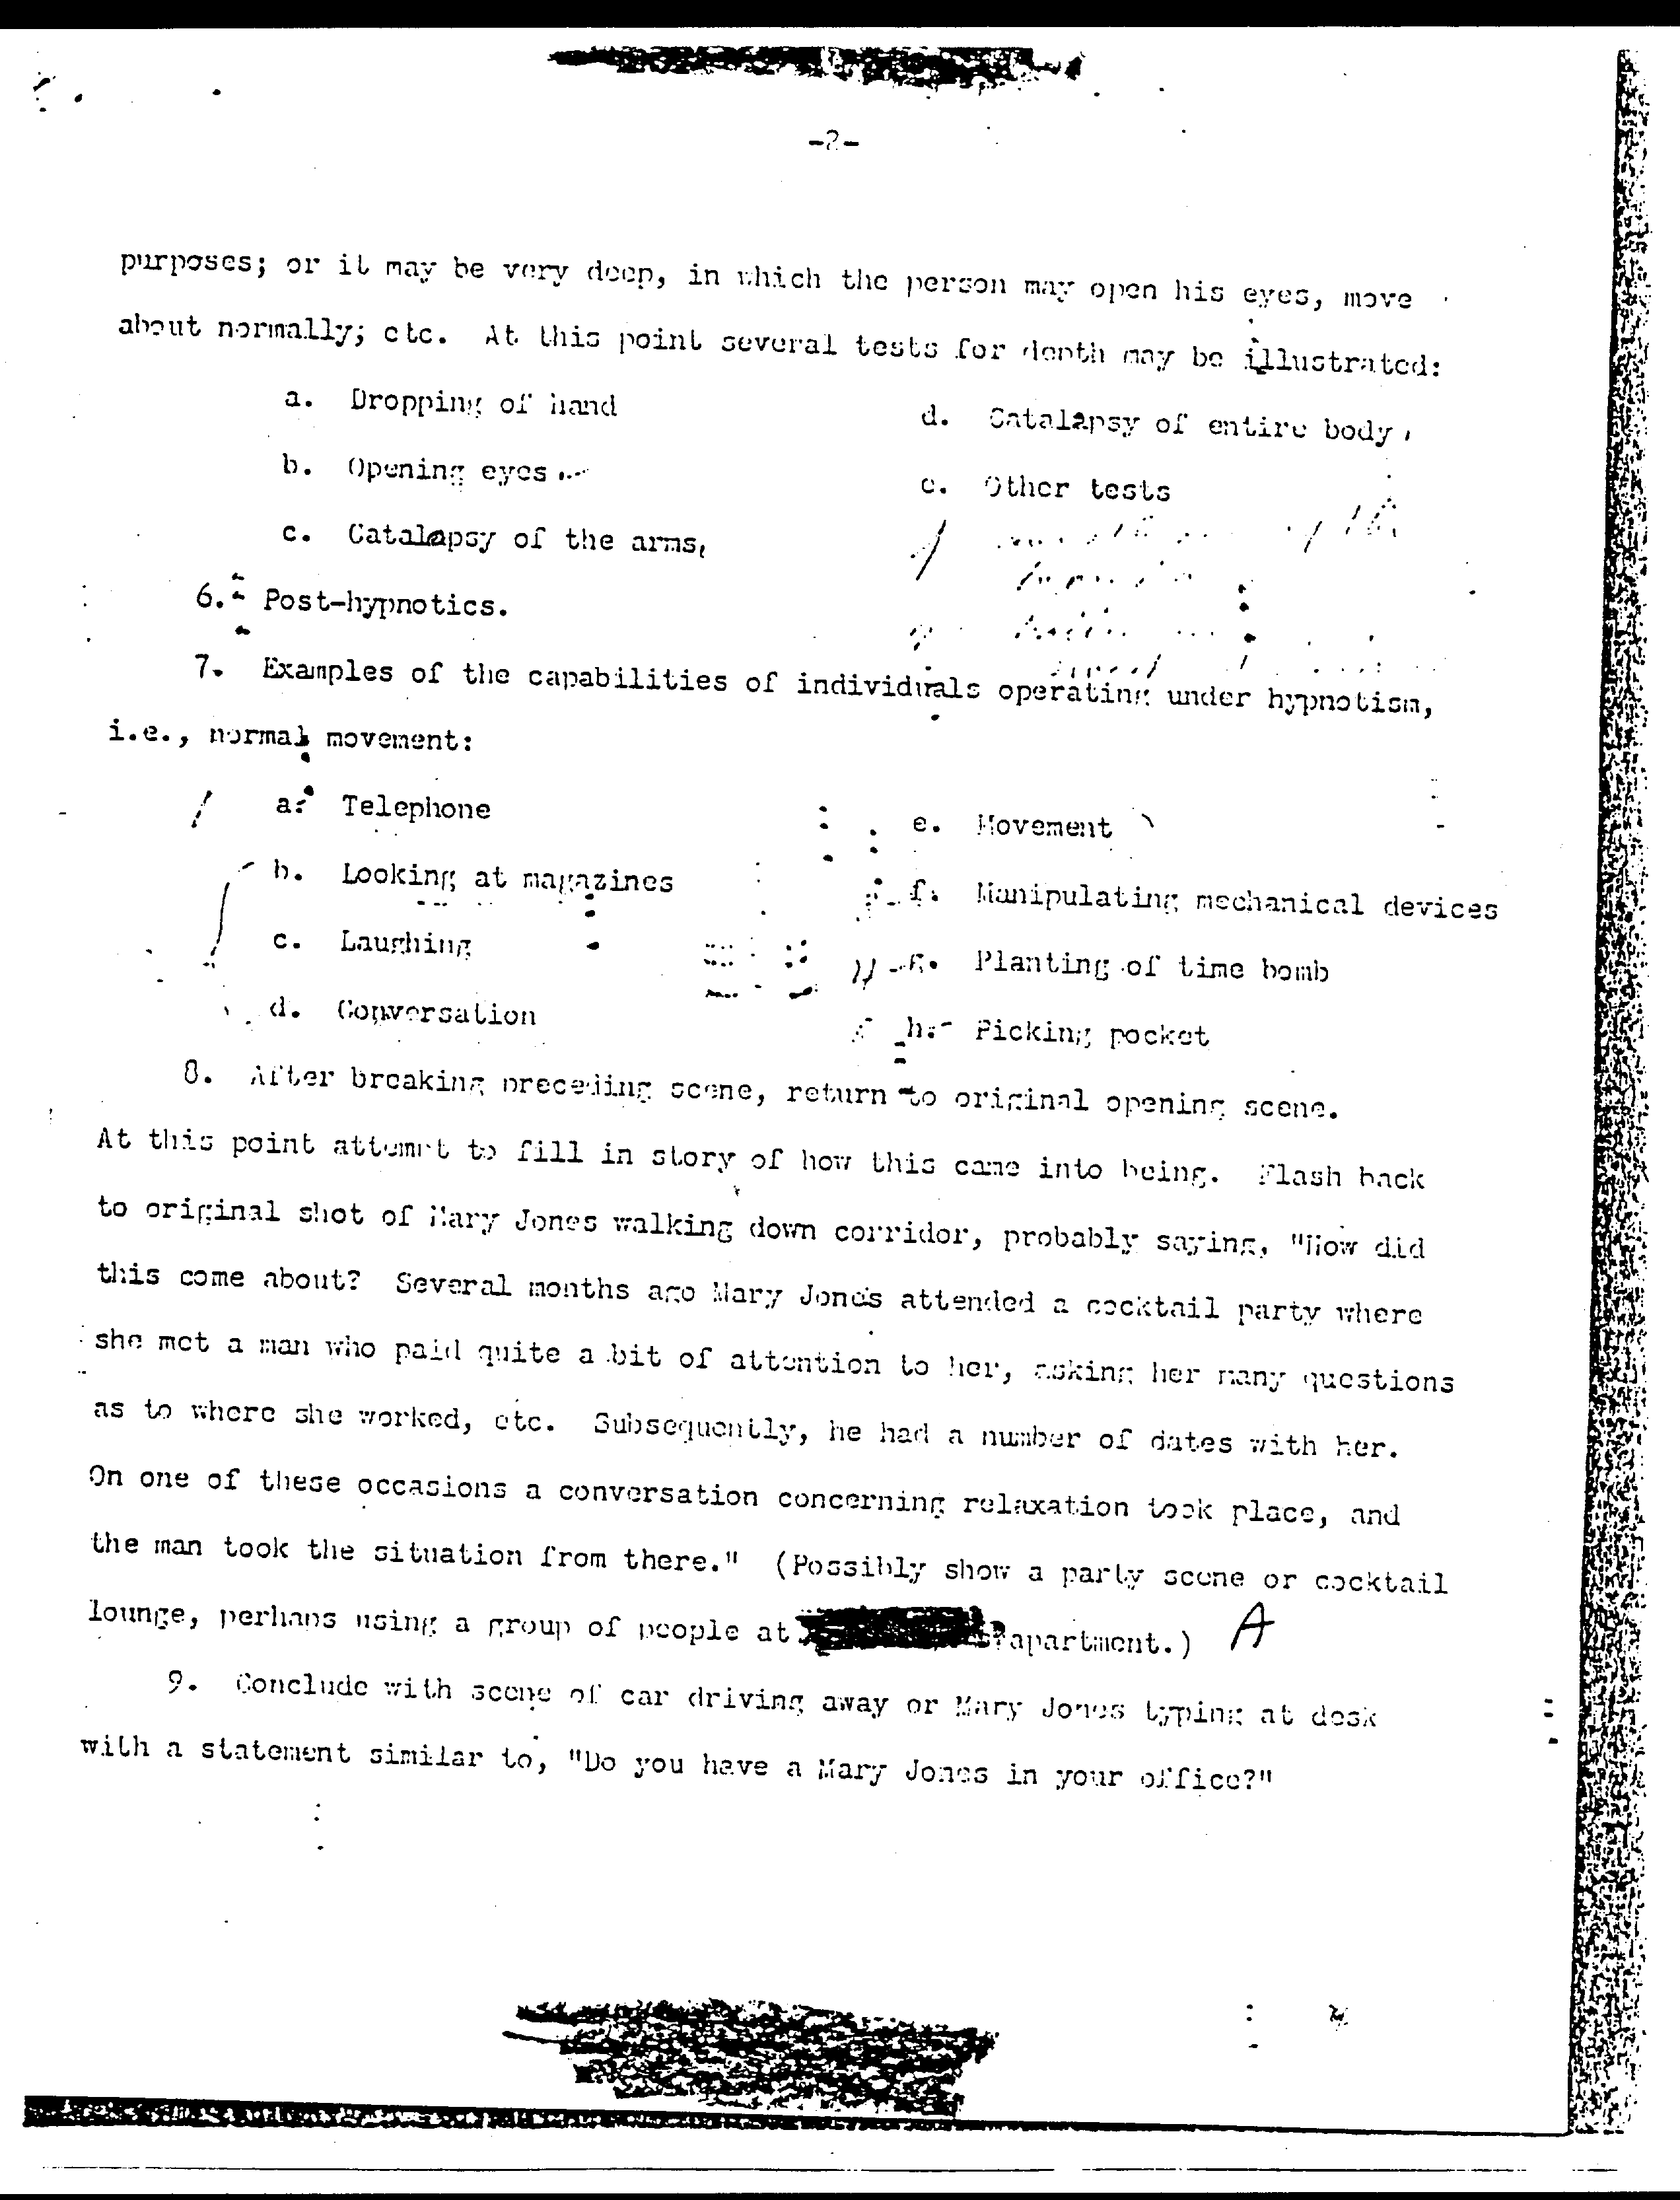 -2-
purposes; or it may be very deep, in which the person may open his eyes, move
about normally; etc. At this point several tests for depth may be illustrated:
a. Dropping of hand
b. Opening eyes
c. Catalapsy of the arms,
d. Catalapsy of entire body,
e. Other tests
6. Post-hypnotics.
7. Examples of the capabilities of individuals operating under hypnotism,
i.e., normal movement:
a. Telephone
b. Looking at magazines
c. Laughing
d. Conversation
e. Movement
f. Manipulating mechanical devices
g. Planting of time bomb
h. Picking pocket
8. After breaking preceding scene, return to original opening scene.
At this point attempt to fill in story of how this came into being. Flash back
to original shot of Mary Jones walking down corridor, probably saying, "How did
this come about? Several months ago Mary Jones attended a cocktail party where
she met a man who paid quite a bit of attention to her, asking her many questions
as to where she worked, etc. Subsequently, he had a number of dates with her.
On one of these occasions a conversation concerning relaxation took place, and
the man took the situation from there." (Possibly show a party scene or cocktail
lounge, perhaps using a group of people at apartment.) A
9. Conclude with scene of car driving away or Mary Jones typing at desk
with a statement similar to, "Do you have a Mary Jones in your office?"